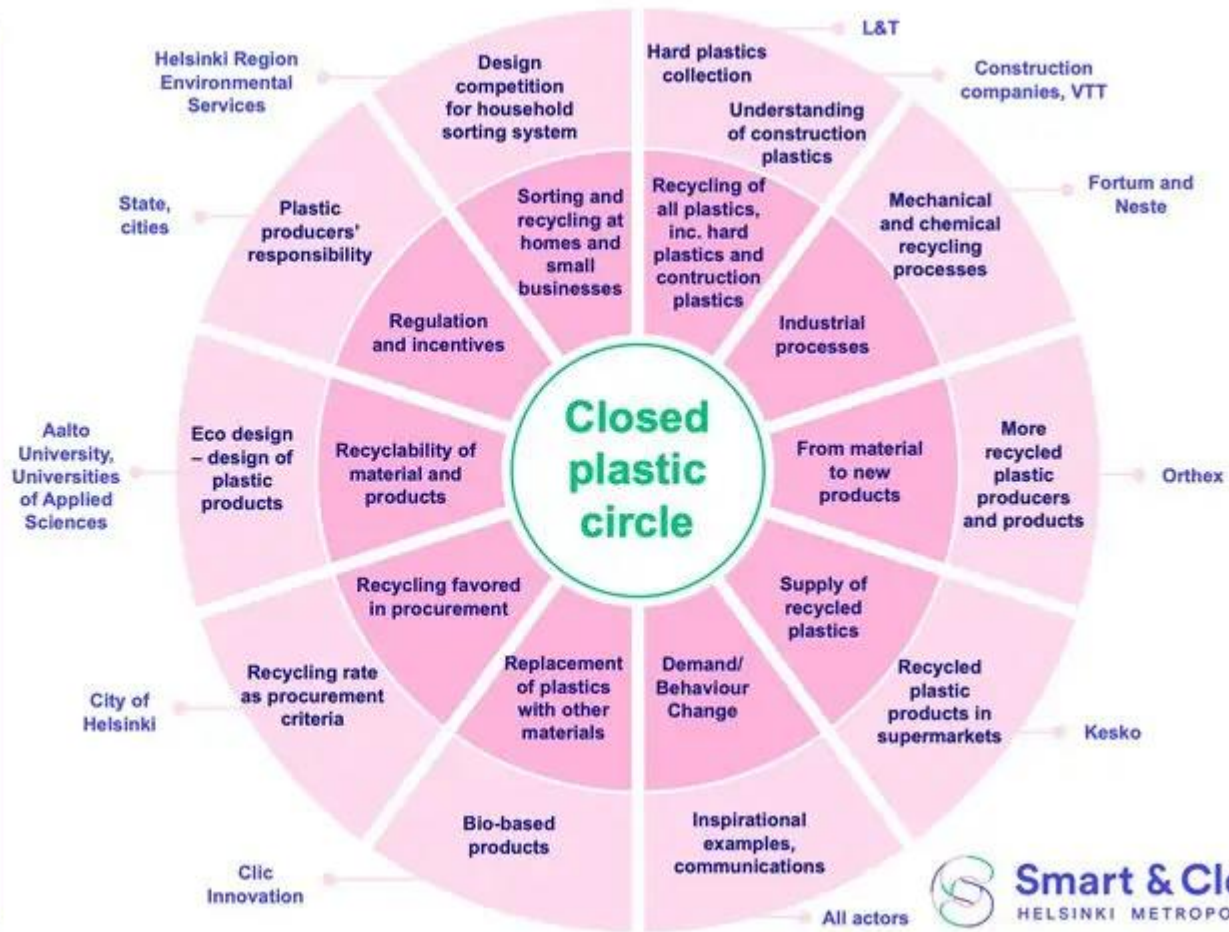 Closed
plastic
circle
L&T
Hard plastics
collection
Construction
companies, VTT
Understanding
of construction
plastics
Recycling of
all plastics,
inc. hard
plastics and
contruction
plastics
Fortum and
Neste
Mechanical
and chemical
recycling
processes
Industrial
processes
Orthex
More
recycled
plastic
producers
and products
From material
to new
products
Kesko
Recycled
plastic
products in
supermarkets
Supply of
recycled
plastics
All actors
Inspirational
examples,
communications
Demand/
Behaviour
Change
Clic
Innovation
Bio-based
products
Replacement
of plastics
with other
materials
City of
Helsinki
Recycling rate
as procurement
criteria
Recycling favored
in procurement
Aalto
University,
Universities
of Applied
Sciences
Eco design
– design of
plastic
products
Recyclability of
material and
products
State,
cities
Plastic
producers'
responsibility
Regulation
and incentives
Helsinki Region
Environmental
Services
Design
competition
for household
sorting system
Sorting and
recycling at
homes and
small
businesses
Smart &
HELSINKI